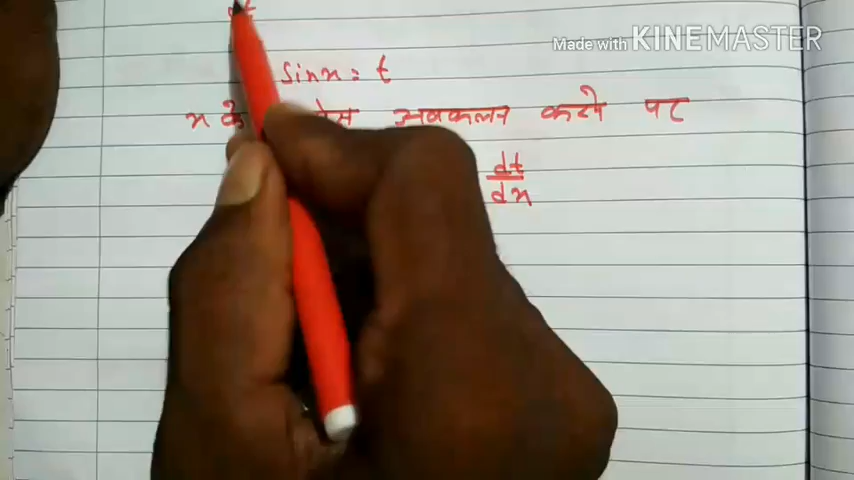 Made with KINEMASTER
sinx = t
x के अवकलन करने पर
dt
dx